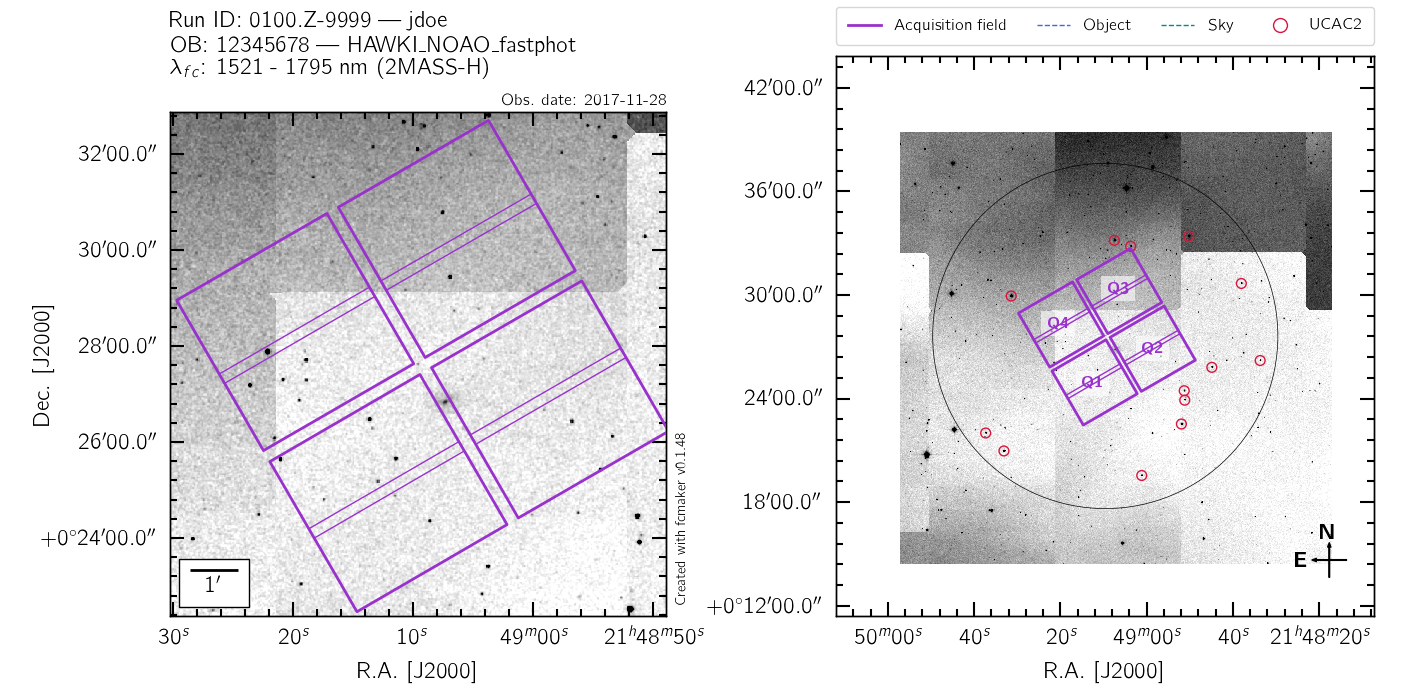 Run ID: 0100.Z-9999 — jdoe
OB: 12345678 — HAWKI_NOAO_fastphot
λfc: 1521 - 1795 nm (2MASS-H)
Obs. date: 2017-11-28
32′00.0″
30′00.0″
28′00.0″
26′00.0″
+0°24′00.0″
Dec. [J2000]
1′
30s
20s
10s
49m00s
21h48m50s
R.A. [J2000]
Created with fcmaker v0.1.48
Acquisition field
Object
Sky
UCAC2
42′00.0″
36′00.0″
30′00.0″
24′00.0″
18′00.0″
+0°12′00.0″
Q3
Q4
Q2
Q1
N
E
50m00s
40s
20s
49m00s
40s
21h48m20s
R.A. [J2000]